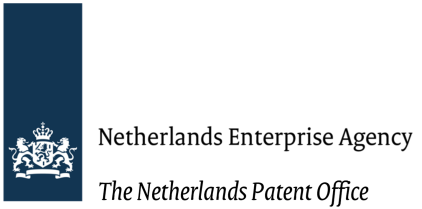 Netherlands Enterprise Agency
The Netherlands Patent Office